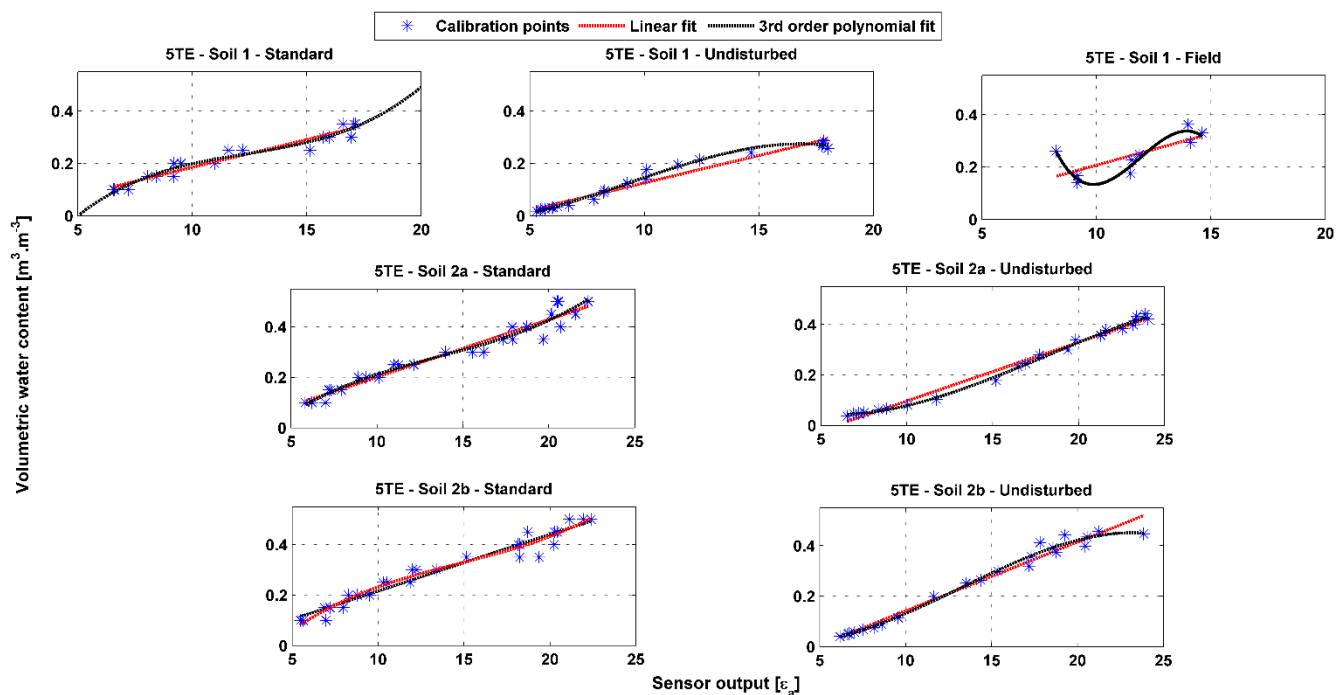 Calibration points Linear fit 3rd order polynomial fit
5TE - Soil 1 - Standard
0.4
0.2
0
5 10 15 20
5TE - Soil 1 - Undisturbed
0.4
0.2
0
5 10 15 20
5TE - Soil 1 - Field
0.4
0.2
0
5 10 15 20
Volumetric water content [m³.m⁻³]
5TE - Soil 2a - Standard
0.4
0.2
0
5 10 15 20 25
5TE - Soil 2a - Undisturbed
0.4
0.2
0
5 10 15 20 25
5TE - Soil 2b - Standard
0.4
0.2
0
5 10 15 20 25
5TE - Soil 2b - Undisturbed
0.4
0.2
0
5 10 15 20 25
Sensor output [εₐ]